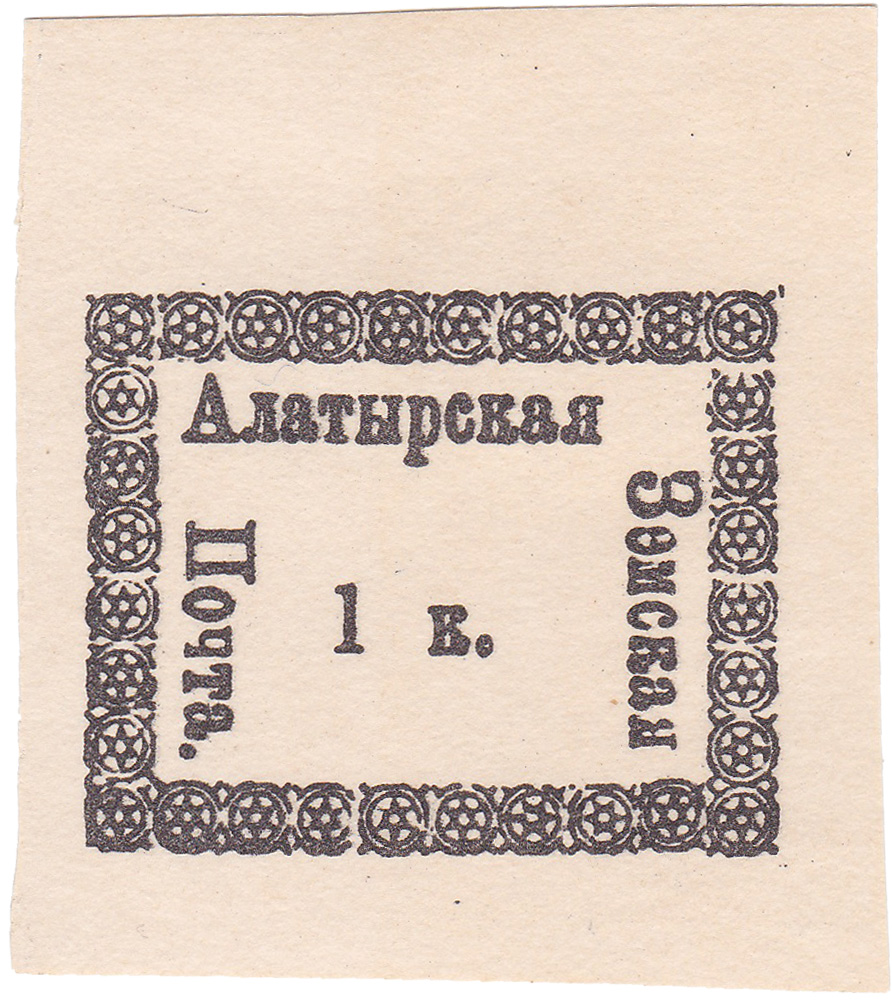 Алатырская
Земская
Почта.
1 к.